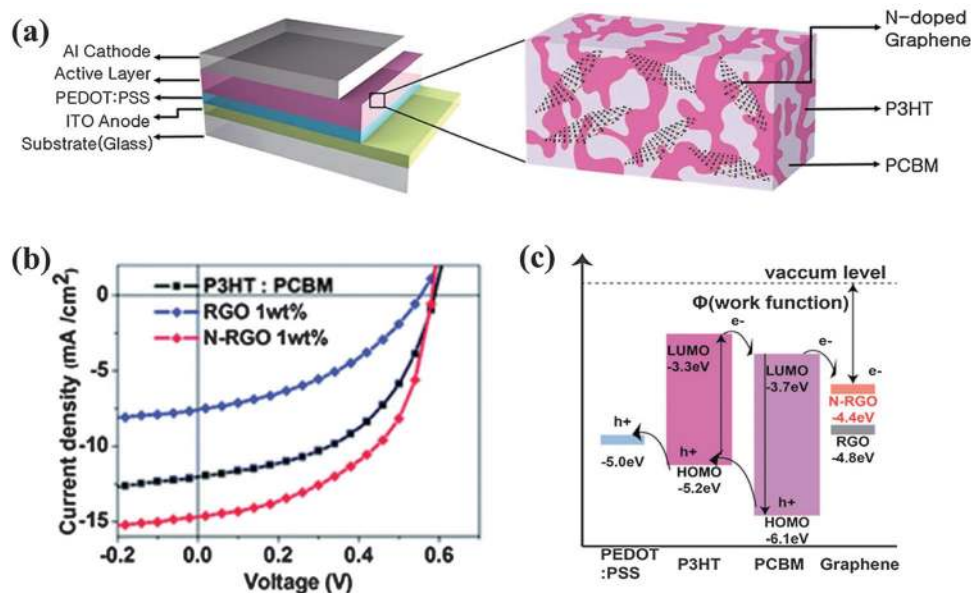 (a)
Al Cathode
Active Layer
PEDOT:PSS
ITO Anode
Substrate(Glass)
N-doped
Graphene
P3HT
PCBM
(b)
P3HT : PCBM
RGO 1wt%
N-RGO 1wt%
Current density (mA /cm²)
0
-5
-10
-15
-0.2
0.0
0.2
0.4
0.6
Voltage (V)
(c)
vaccum level
Φ(work function)
e-
e-
e-
LUMO
-3.3eV
LUMO
-3.7eV
N-RGO
-4.4eV
RGO
-4.8eV
h+
-5.0eV
h+
HOMO
-5.2eV
h+
HOMO
-6.1eV
PEDOT
:PSS
P3HT
PCBM
Graphene